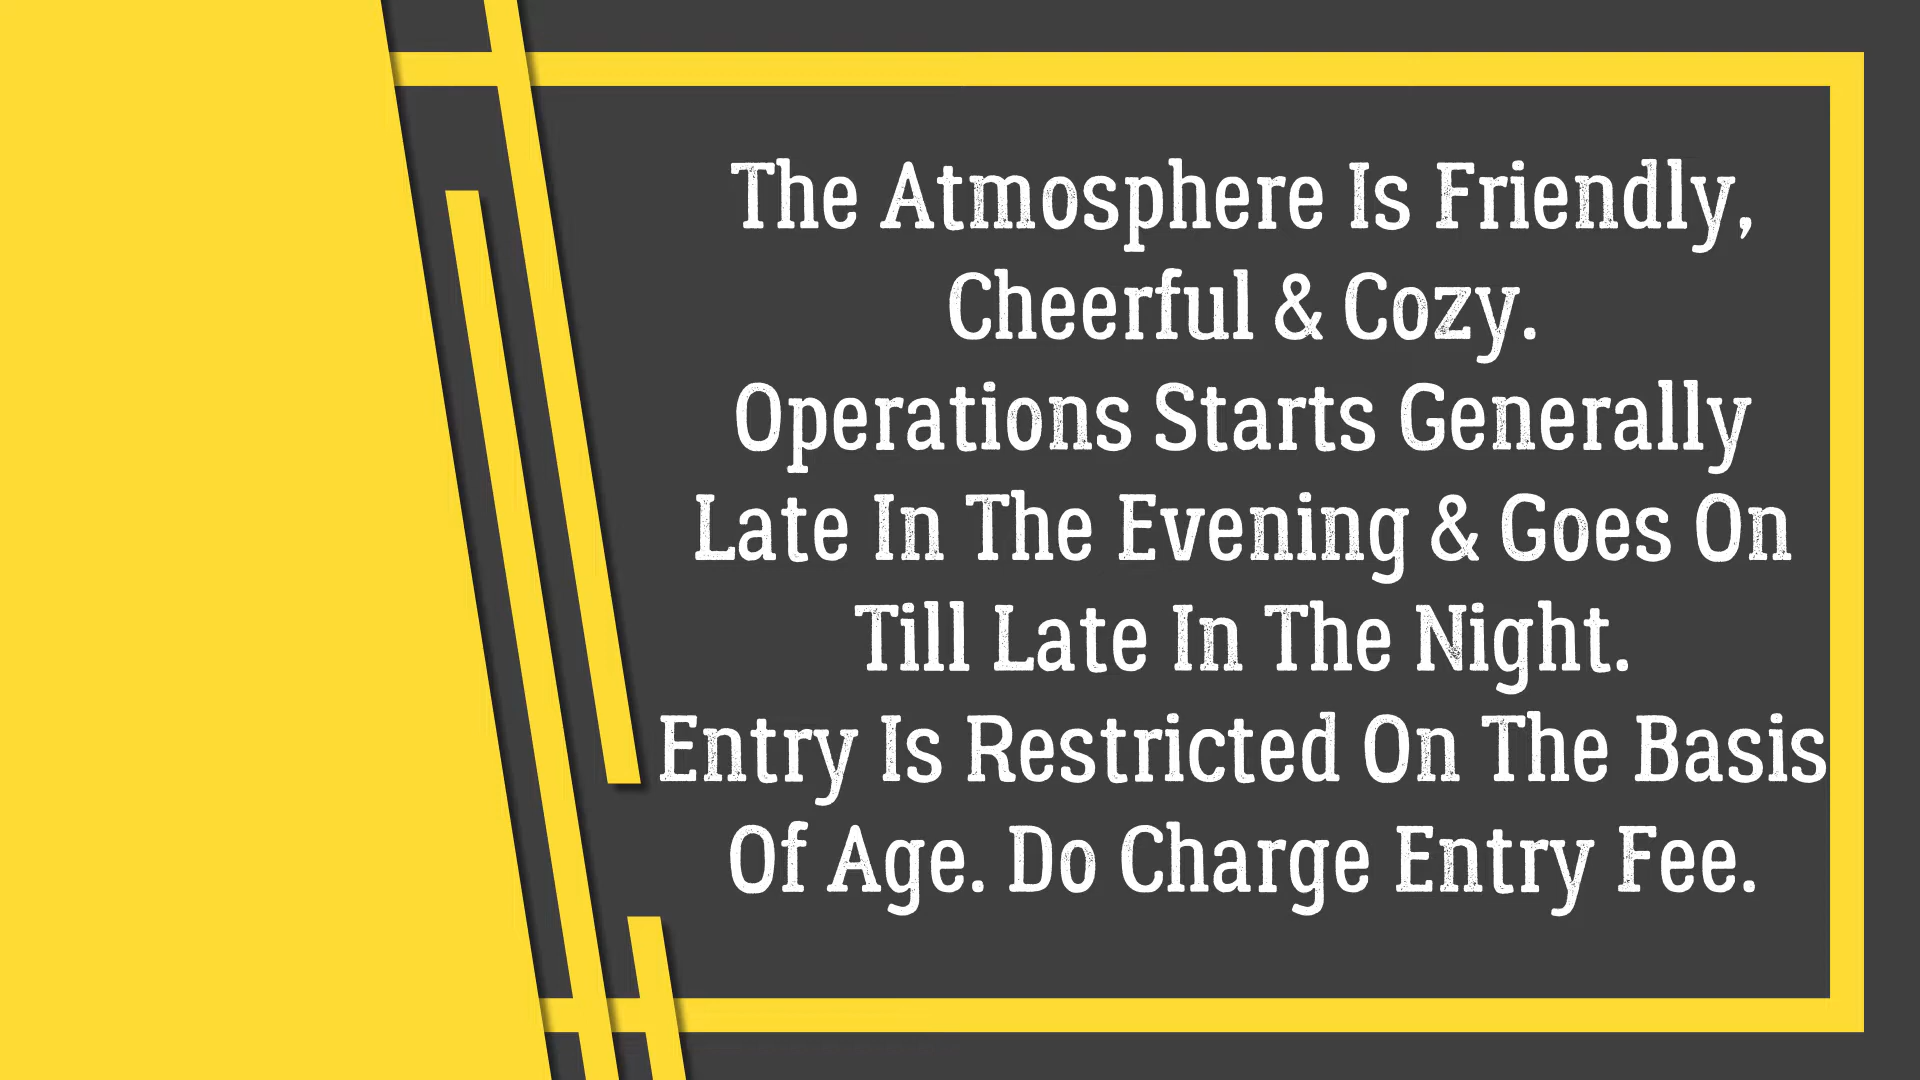 The Atmosphere Is Friendly,
Cheerful & Cozy.
Operations Starts Generally
Late In The Evening & Goes On
Till Late In The Night.
Entry Is Restricted On The Basis
Of Age. Do Charge Entry Fee.